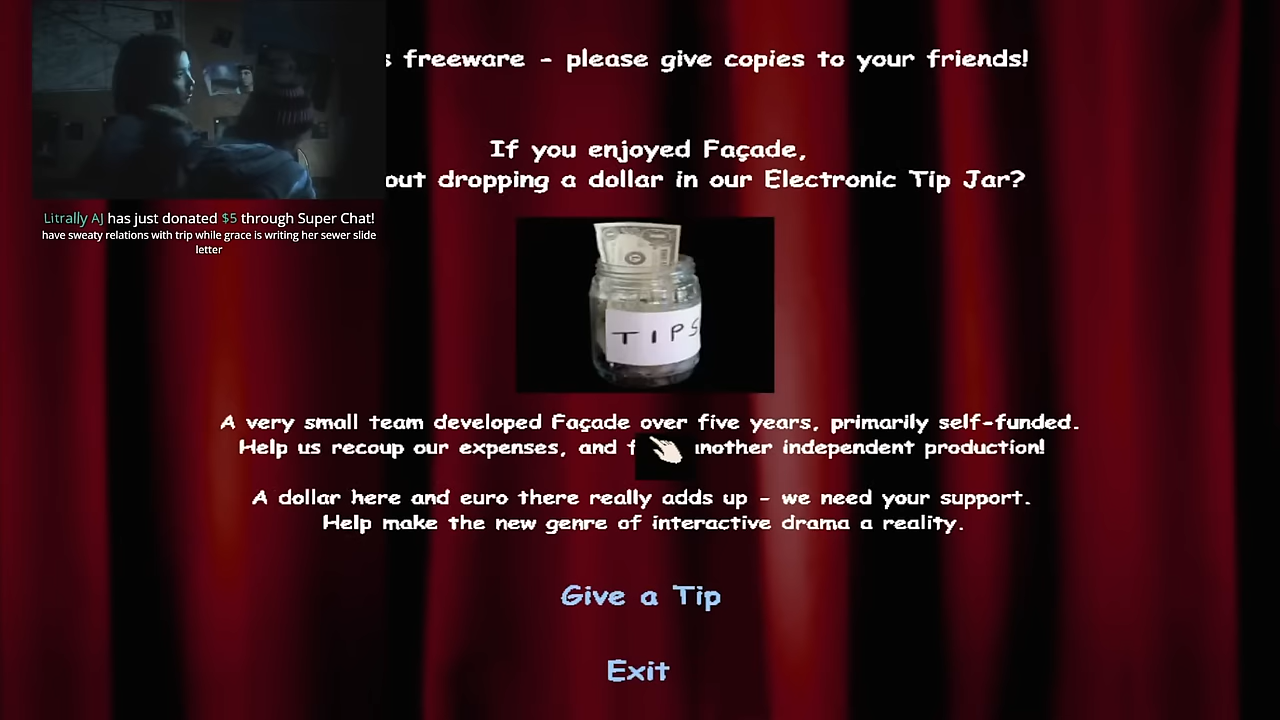 s freeware - please give copies to your friends!
If you enjoyed Façade,
out dropping a dollar in our Electronic Tip Jar?
Litrally AJ has just donated $5 through Super Chat!
have sweaty relations with trip while grace is writing her sewer slide
letter
TIPS
A very small team developed Façade over five years, primarily self-funded.
Help us recoup our expenses, and another independent production!
A dollar here and euro there really adds up - we need your support.
Help make the new genre of interactive drama a reality.
Give a Tip
Exit